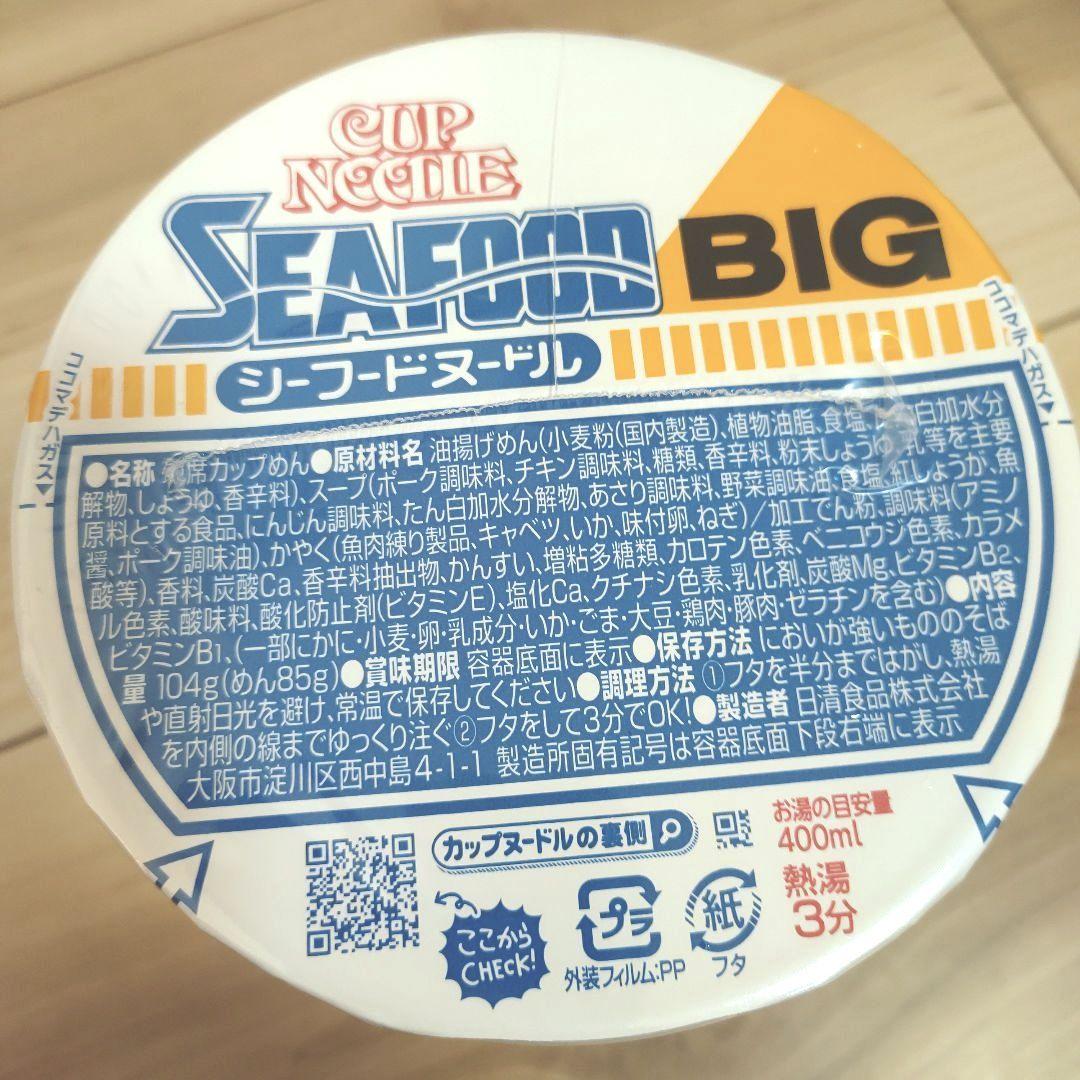 CUP
NOODLE
SEAFOOD BIG
シーフードヌードル
ココマデハガス
ココマデハガス
●名称 即席カップめん●原材料名 油揚げめん(小麦粉(国内製造)、植物油脂、食塩、 白加水分
解物、しょうゆ、香辛料)、スープ(ポーク調味料、チキン調味料、糖類、香辛料、粉末しょうゆ、乳等を主要
原料とする食品、にんじん調味料、たん白加水分解物、あさり調味料、野菜調味油、食塩、紅しょうが、魚
醬、ポーク調味油)、かやく(魚肉練り製品、キャベツ、いか、味付卵、ねぎ)/加工でん粉、調味料(アミノ
酸等)、香料、炭酸Ca、香辛料抽出物、かんすい、増粘多糖類、カロテン色素、ベニコウジ色素、カラメ
ル色素、酸味料、酸化防止剤(ビタミンE)、塩化Ca、クチナシ色素、乳化剤、炭酸Mg、ビタミンB2、
ビタミンB1、(一部にかに・小麦・卵・乳成分・いか・ごま・大豆・鶏肉・豚肉・ゼラチンを含む)●内容
量 104g(めん85g)●賞味期限 容器底面に表示●保存方法 においが強いもののそば
や直射日光を避け、常温で保存してください●調理方法 ①フタを半分まではがし、熱湯
を内側の線までゆっくり注ぐ②フタをして3分でOK!●製造者 日清食品株式会社
大阪市淀川区西中島4-1-1 製造所固有記号は容器底面下段右端に表示
カップヌードルの裏側
お湯の目安量
400ml
熱湯
3分
ここから
CHECK!
プラ
外装フィルム:PP
紙
フタ